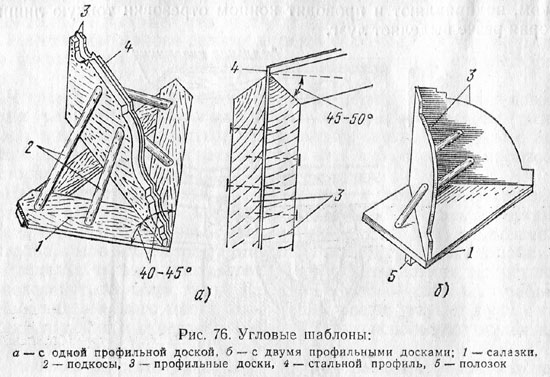 3
4
2
1
40-45°
а)
4
45-50°
3
3
1
5
б)
Рис. 76. Угловые шаблоны:
а — с одной профильной доской, б — с двумя профильными досками; 1 — салазки,
2 — подкосы, 3 — профильные доски, 4 — стальной профиль, 5 — полозок